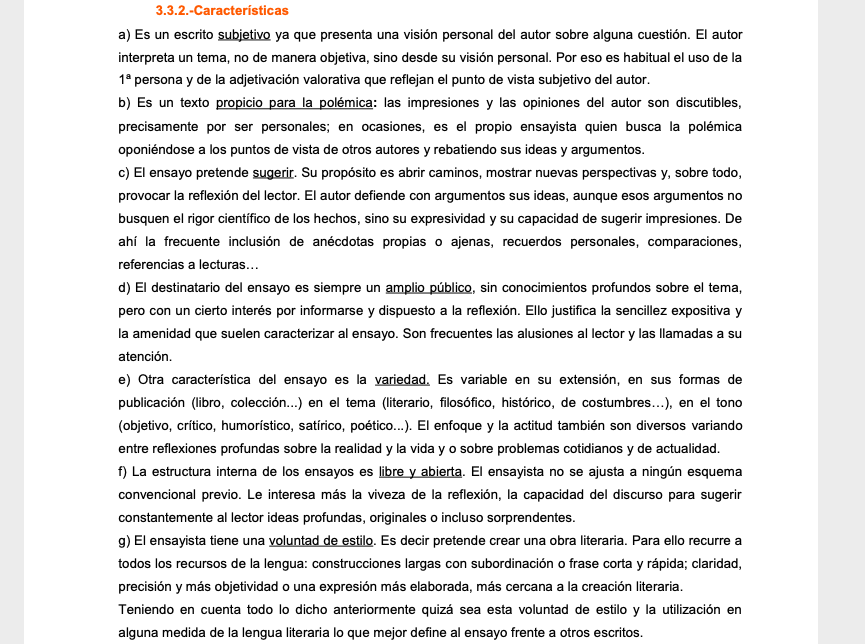 3.3.2.-Características
a) Es un escrito subjetivo ya que presenta una visión personal del autor sobre alguna cuestión. El autor
interpreta un tema, no de manera objetiva, sino desde su visión personal. Por eso es habitual el uso de la
1ª persona y de la adjetivación valorativa que reflejan el punto de vista subjetivo del autor.
b) Es un texto propicio para la polémica: las impresiones y las opiniones del autor son discutibles,
precisamente por ser personales; en ocasiones, es el propio ensayista quien busca la polémica
oponiéndose a los puntos de vista de otros autores y rebatiendo sus ideas y argumentos.
c) El ensayo pretende sugerir. Su propósito es abrir caminos, mostrar nuevas perspectivas y, sobre todo,
provocar la reflexión del lector. El autor defiende con argumentos sus ideas, aunque esos argumentos no
busquen el rigor científico de los hechos, sino su expresividad y su capacidad de sugerir impresiones. De
ahí la frecuente inclusión de anécdotas propias o ajenas, recuerdos personales, comparaciones,
referencias a lecturas…
d) El destinatario del ensayo es siempre un amplio público, sin conocimientos profundos sobre el tema,
pero con un cierto interés por informarse y dispuesto a la reflexión. Ello justifica la sencillez expositiva y
la amenidad que suelen caracterizar al ensayo. Son frecuentes las alusiones al lector y las llamadas a su
atención.
e) Otra característica del ensayo es la variedad. Es variable en su extensión, en sus formas de
publicación (libro, colección...) en el tema (literario, filosófico, histórico, de costumbres…), en el tono
(objetivo, crítico, humorístico, satírico, poético...). El enfoque y la actitud también son diversos variando
entre reflexiones profundas sobre la realidad y la vida y o sobre problemas cotidianos y de actualidad.
f) La estructura interna de los ensayos es libre y abierta. El ensayista no se ajusta a ningún esquema
convencional previo. Le interesa más la viveza de la reflexión, la capacidad del discurso para sugerir
constantemente al lector ideas profundas, originales o incluso sorprendentes.
g) El ensayista tiene una voluntad de estilo. Es decir pretende crear una obra literaria. Para ello recurre a
todos los recursos de la lengua: construcciones largas con subordinación o frase corta y rápida; claridad,
precisión y más objetividad o una expresión más elaborada, más cercana a la creación literaria.
Teniendo en cuenta todo lo dicho anteriormente quizá sea esta voluntad de estilo y la utilización en
alguna medida de la lengua literaria lo que mejor define al ensayo frente a otros escritos.